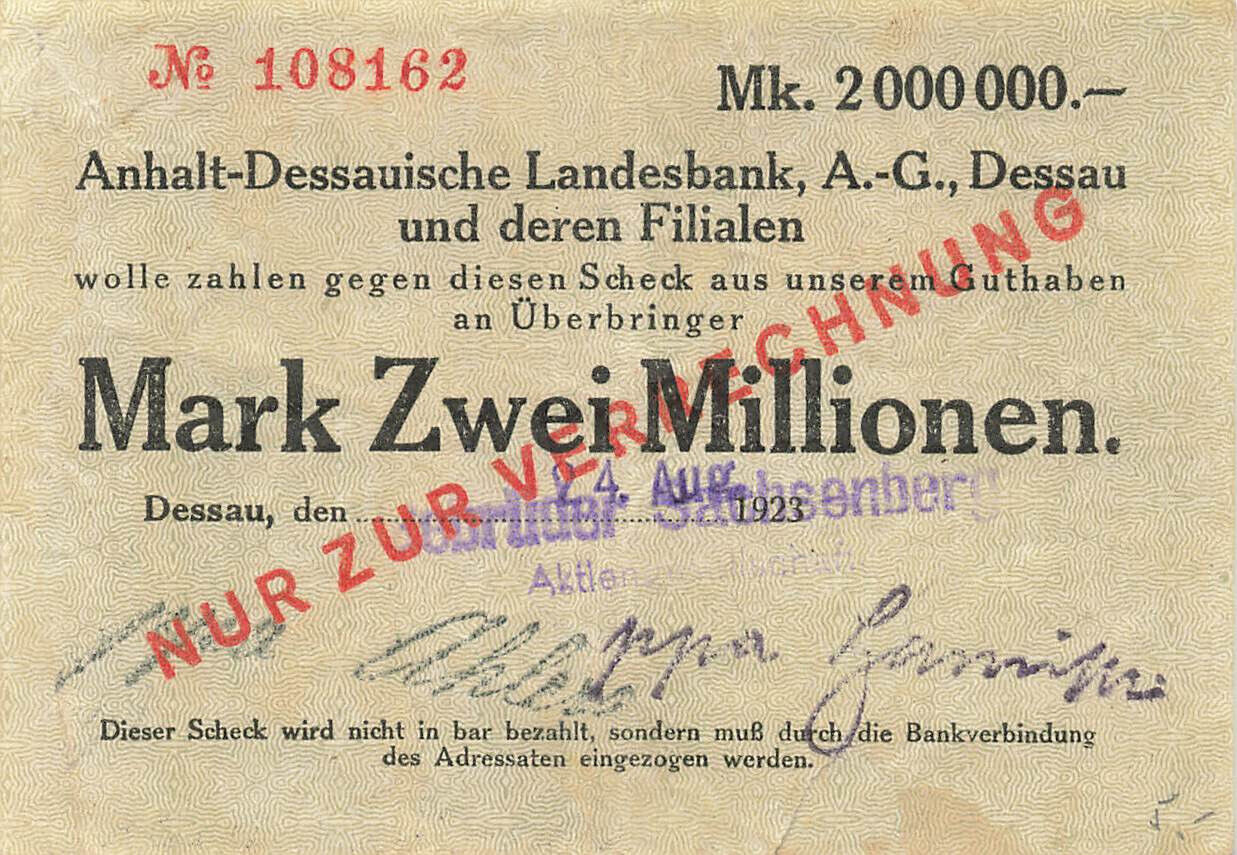 № 108162
Mk. 2 000 000.—
Anhalt-Dessauische Landesbank, A.-G., Dessau
und deren Filialen
wolle zahlen gegen diesen Scheck aus unserem Guthaben
an Überbringer
Mark Zwei Millionen.
NUR ZUR VERRECHNUNG
24. Aug.
Dessau, den 1923
Gebrüder Sachsenberg
Aktiengesellschaft
ppa
Dieser Scheck wird nicht in bar bezahlt, sondern muß durch die Bankverbindung
des Adressaten eingezogen werden.
5.-